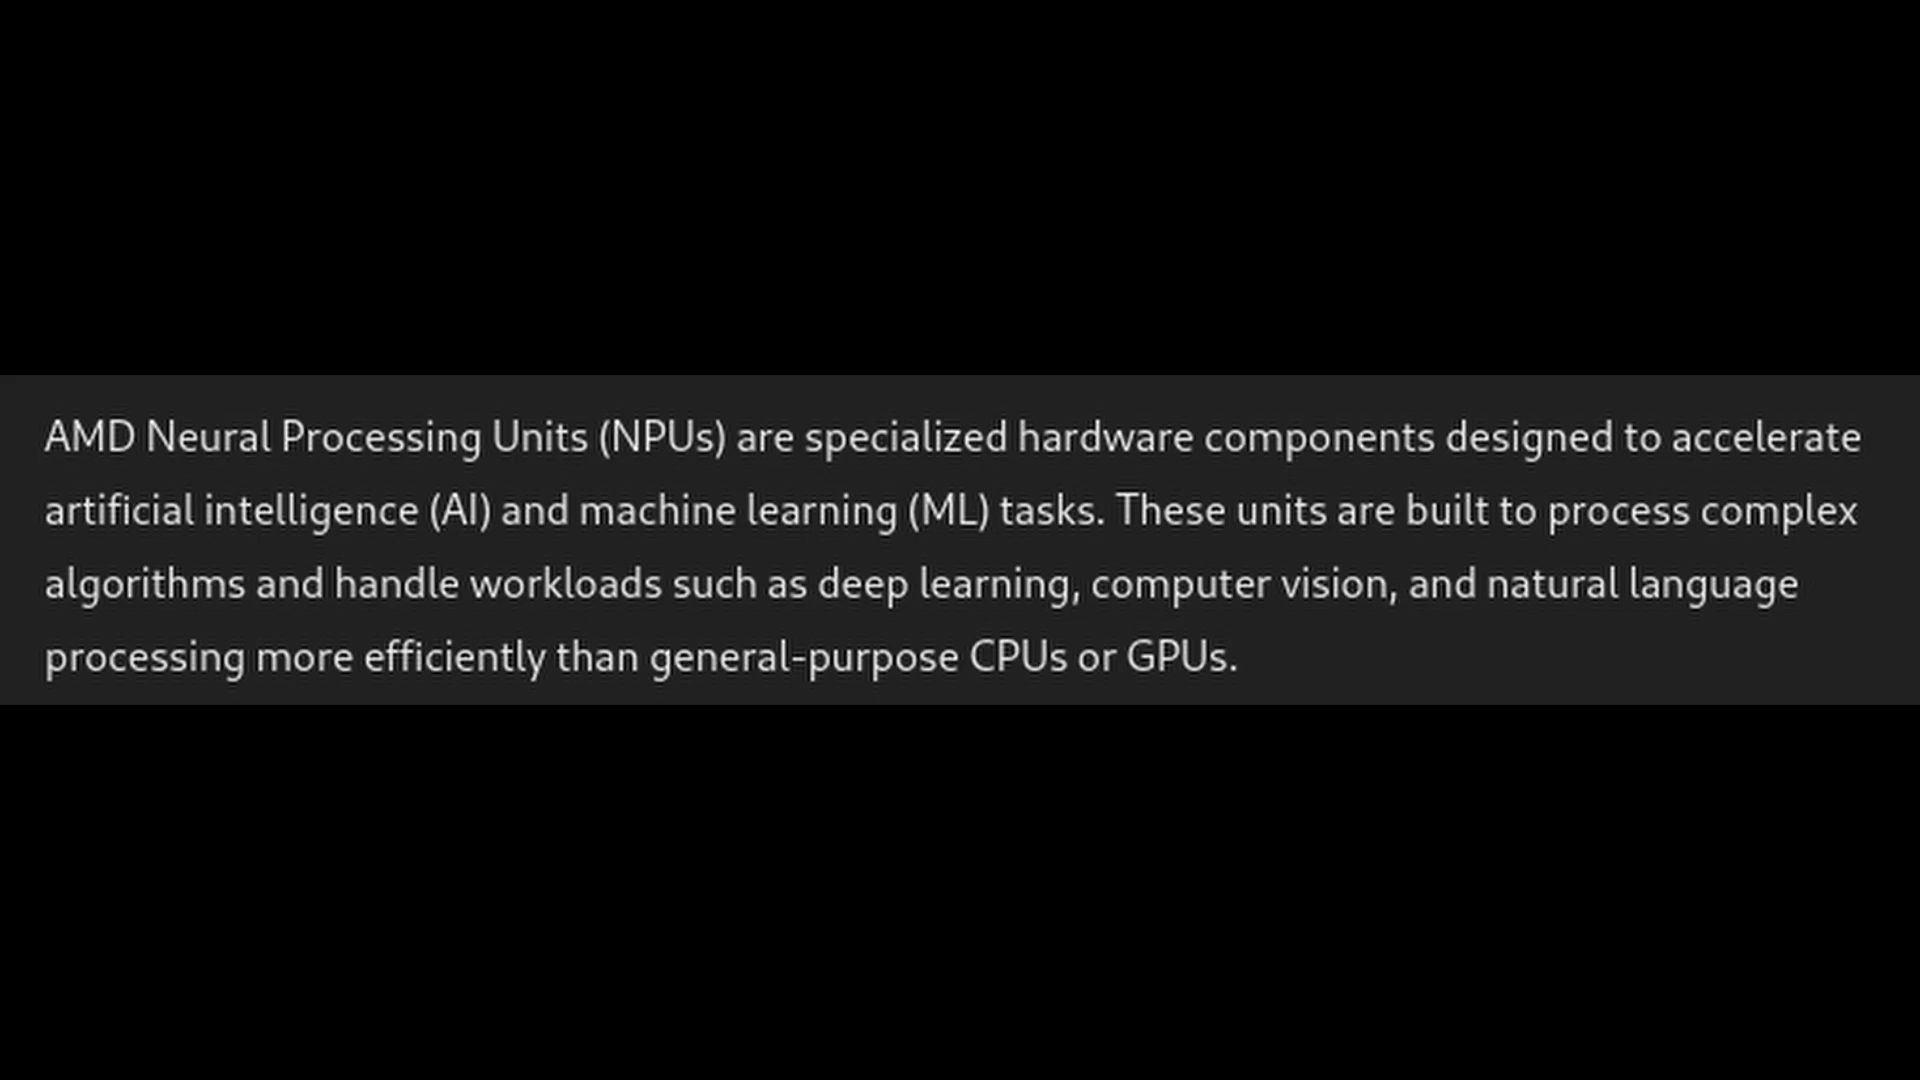 AMD Neural Processing Units (NPUs) are specialized hardware components designed to accelerate
artificial intelligence (AI) and machine learning (ML) tasks. These units are built to process complex
algorithms and handle workloads such as deep learning, computer vision, and natural language
processing more efficiently than general-purpose CPUs or GPUs.